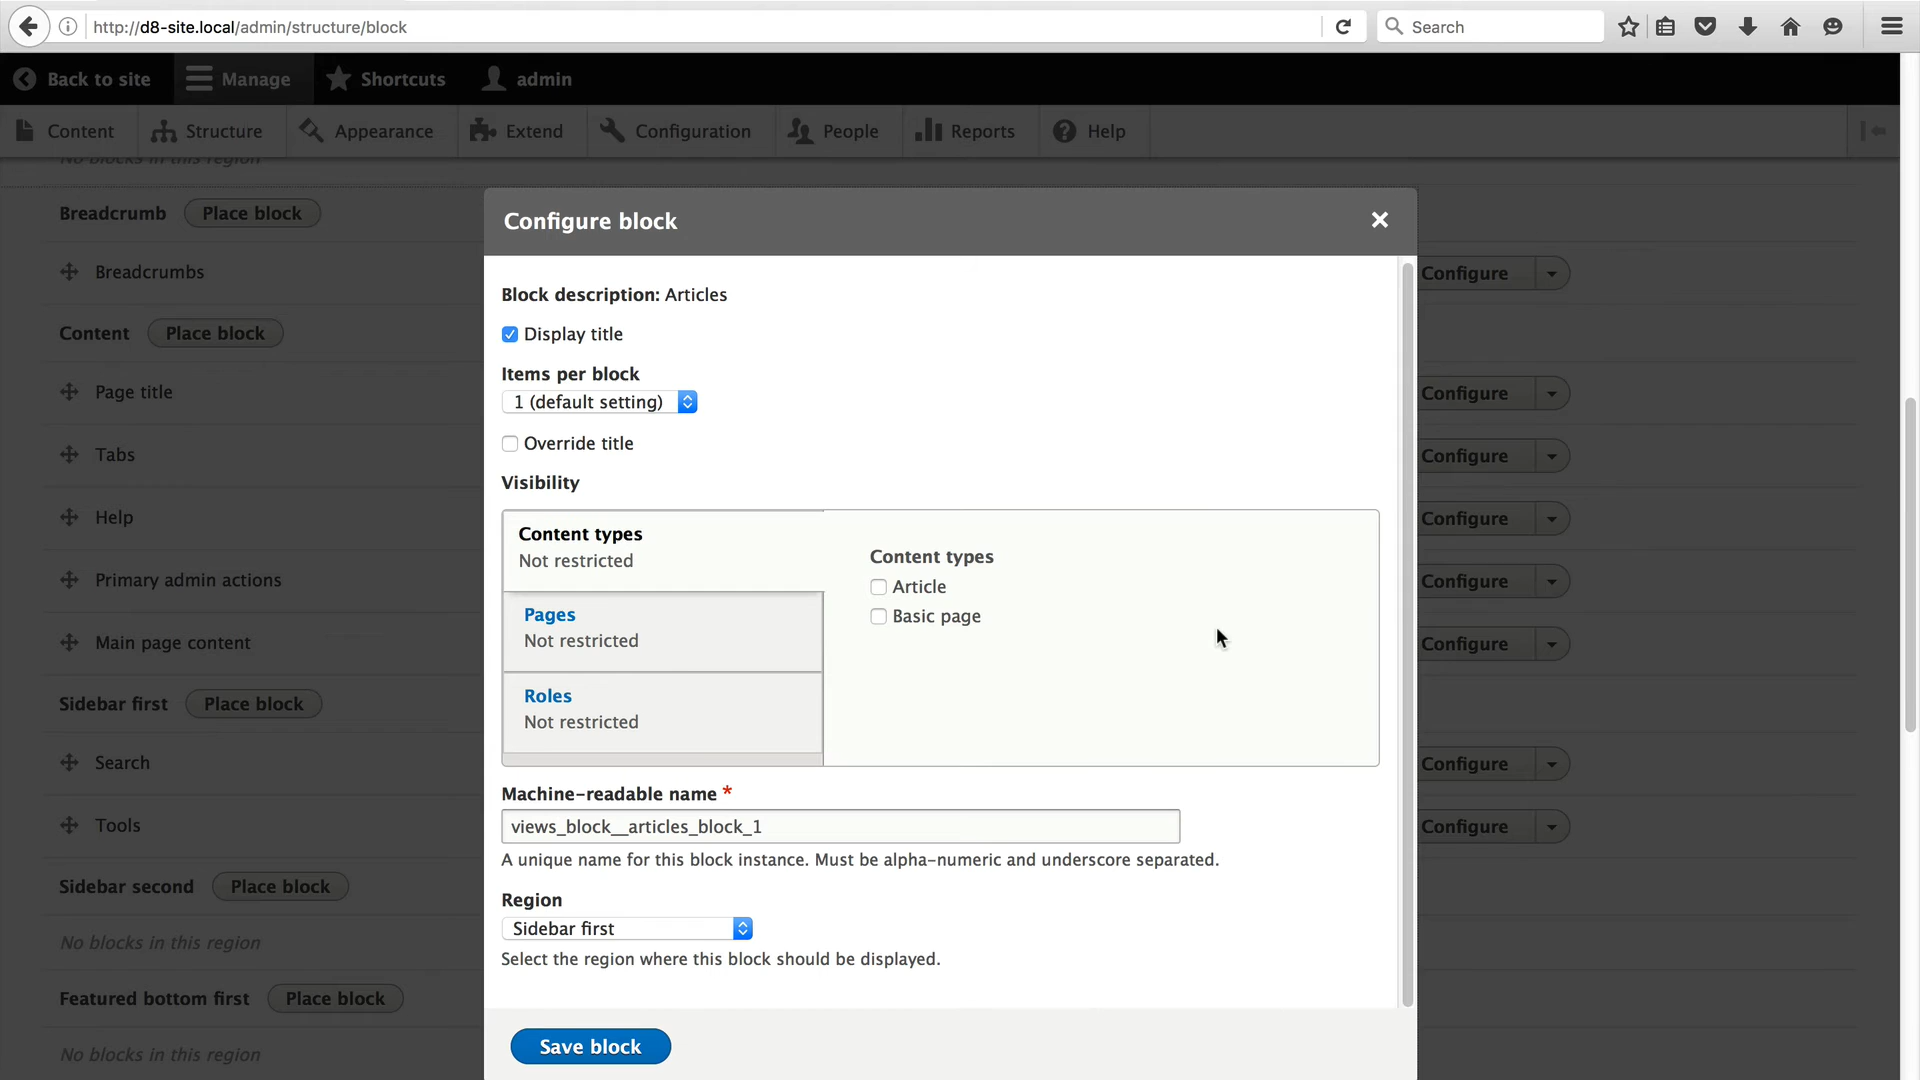 http://d8-site.local/admin/structure/block
Search
Back to site
Manage
Shortcuts
admin
Content
Structure
Appearance
Extend
Configuration
People
Reports
Help
No blocks in this region
Breadcrumb
Place block
Configure block
Breadcrumbs
Configure
Block description: Articles
Content
Place block
Display title
Items per block
Page title
Configure
1 (default setting)
Override title
Tabs
Configure
Visibility
Help
Configure
Content types
Not restricted
Content types
Article
Basic page
Primary admin actions
Configure
Pages
Not restricted
Main page content
Configure
Sidebar first
Place block
Roles
Not restricted
Search
Configure
Machine-readable name *
Tools
Configure
views_block__articles_block_1
A unique name for this block instance. Must be alpha-numeric and underscore separated.
Sidebar second
Place block
Region
Sidebar first
No blocks in this region
Select the region where this block should be displayed.
Featured bottom first
Place block
Save block
No blocks in this region